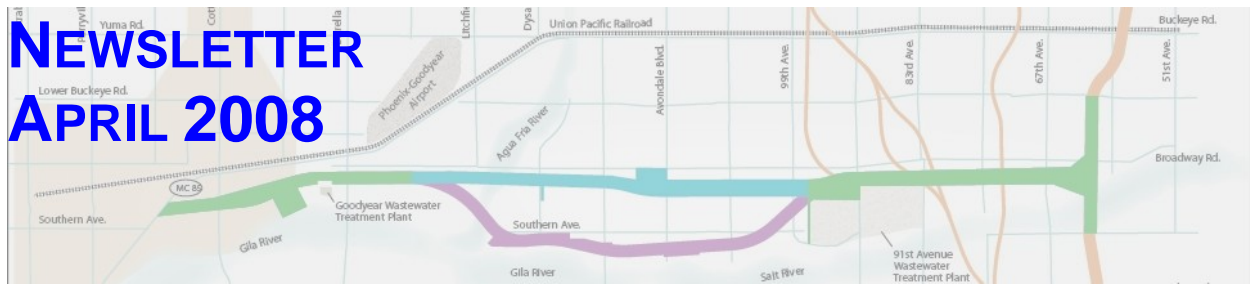 NEWSLETTER
APRIL 2008
Yuma Rd.
Union Pacific Railroad
Buckeye Rd.
Lower Buckeye Rd.
Phoenix-Goodyear
Airport
Agua Fria River
Avondale Blvd.
99th Ave.
83rd Ave.
67th Ave.
51st. Ave.
Broadway Rd.
MC 85
Southern Ave.
Goodyear Wastewater
Treatment Plant
Gila River
Southern Ave.
Gila River
Salt River
91st Avenue
Wastewater
Treatment Plant